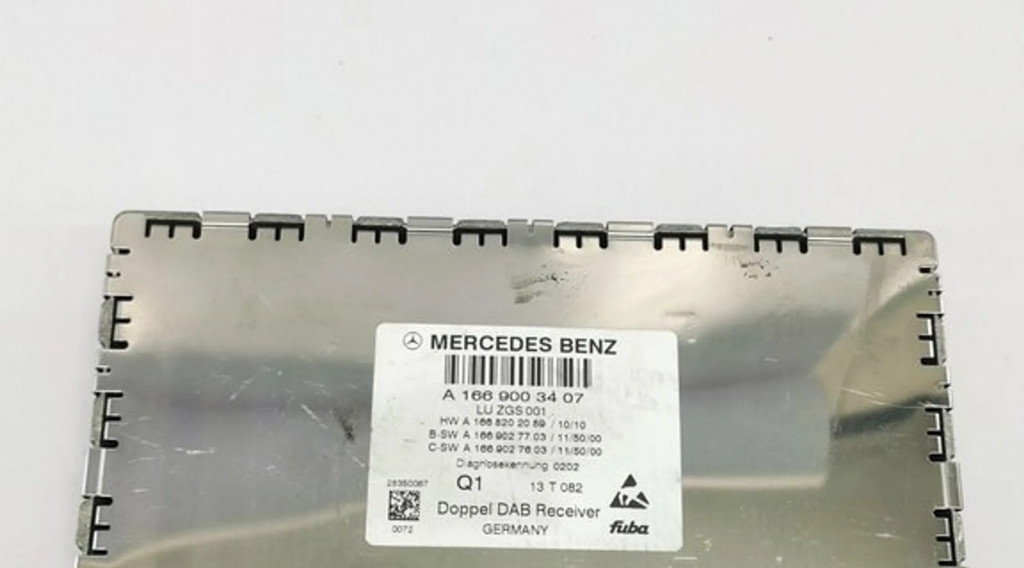 MERCEDES BENZ
A 166 900 34 07
LU ZGS 001
HW A 166 820 20 89 / 10/10
B-SW A 166 902 77 03 / 11/50/00
C-SW A 166 902 76 03 / 11/50/00
Diagnosekennung 0202
28350067 Q1 13 T 082
Doppel DAB Receiver
0072 GERMANY fuba